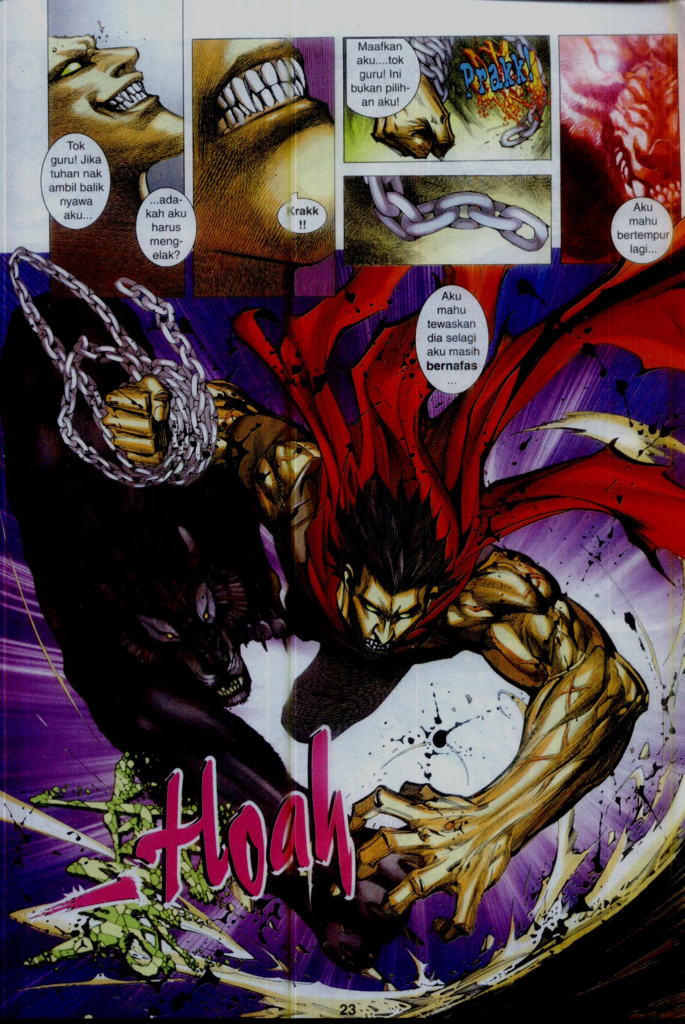 Tok
guru! Jika
tuhan nak
ambil balik
nyawa
aku...
...ada-
kah aku
harus
meng-
elak?
Krakk
!!
Maafkan
aku....tok
guru! Ini
bukan pilih-
an aku!
Prakk!
Aku
mahu
bertempur
lagi...
Aku
mahu
tewaskan
dia selagi
aku masih
bernafas
...
Hoah
23